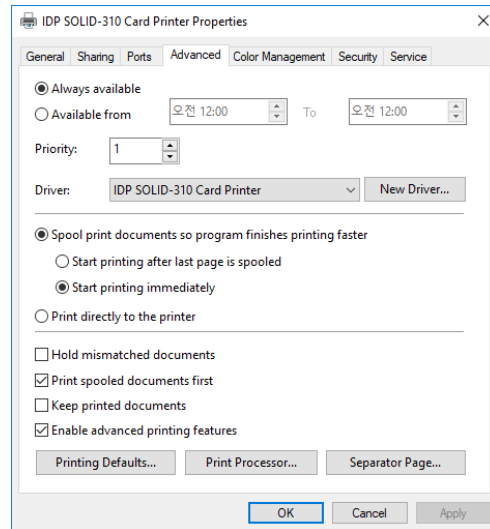 IDP SOLID-310 Card Printer Properties
General Sharing Ports Advanced Color Management Security Service
Always available
Available from 오전 12:00 To 오전 12:00
Priority: 1
Driver: IDP SOLID-310 Card Printer New Driver...
Spool print documents so program finishes printing faster
Start printing after last page is spooled
Start printing immediately
Print directly to the printer
Hold mismatched documents
Print spooled documents first
Keep printed documents
Enable advanced printing features
Printing Defaults... Print Processor... Separator Page...
OK Cancel Apply